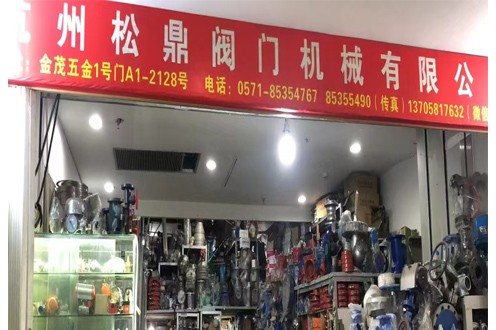 杭州松鼎阀门机械有限公
：金茂五金1号门A1-2128号 电话：0571-85354767 85355490（传真）13705817632（微信